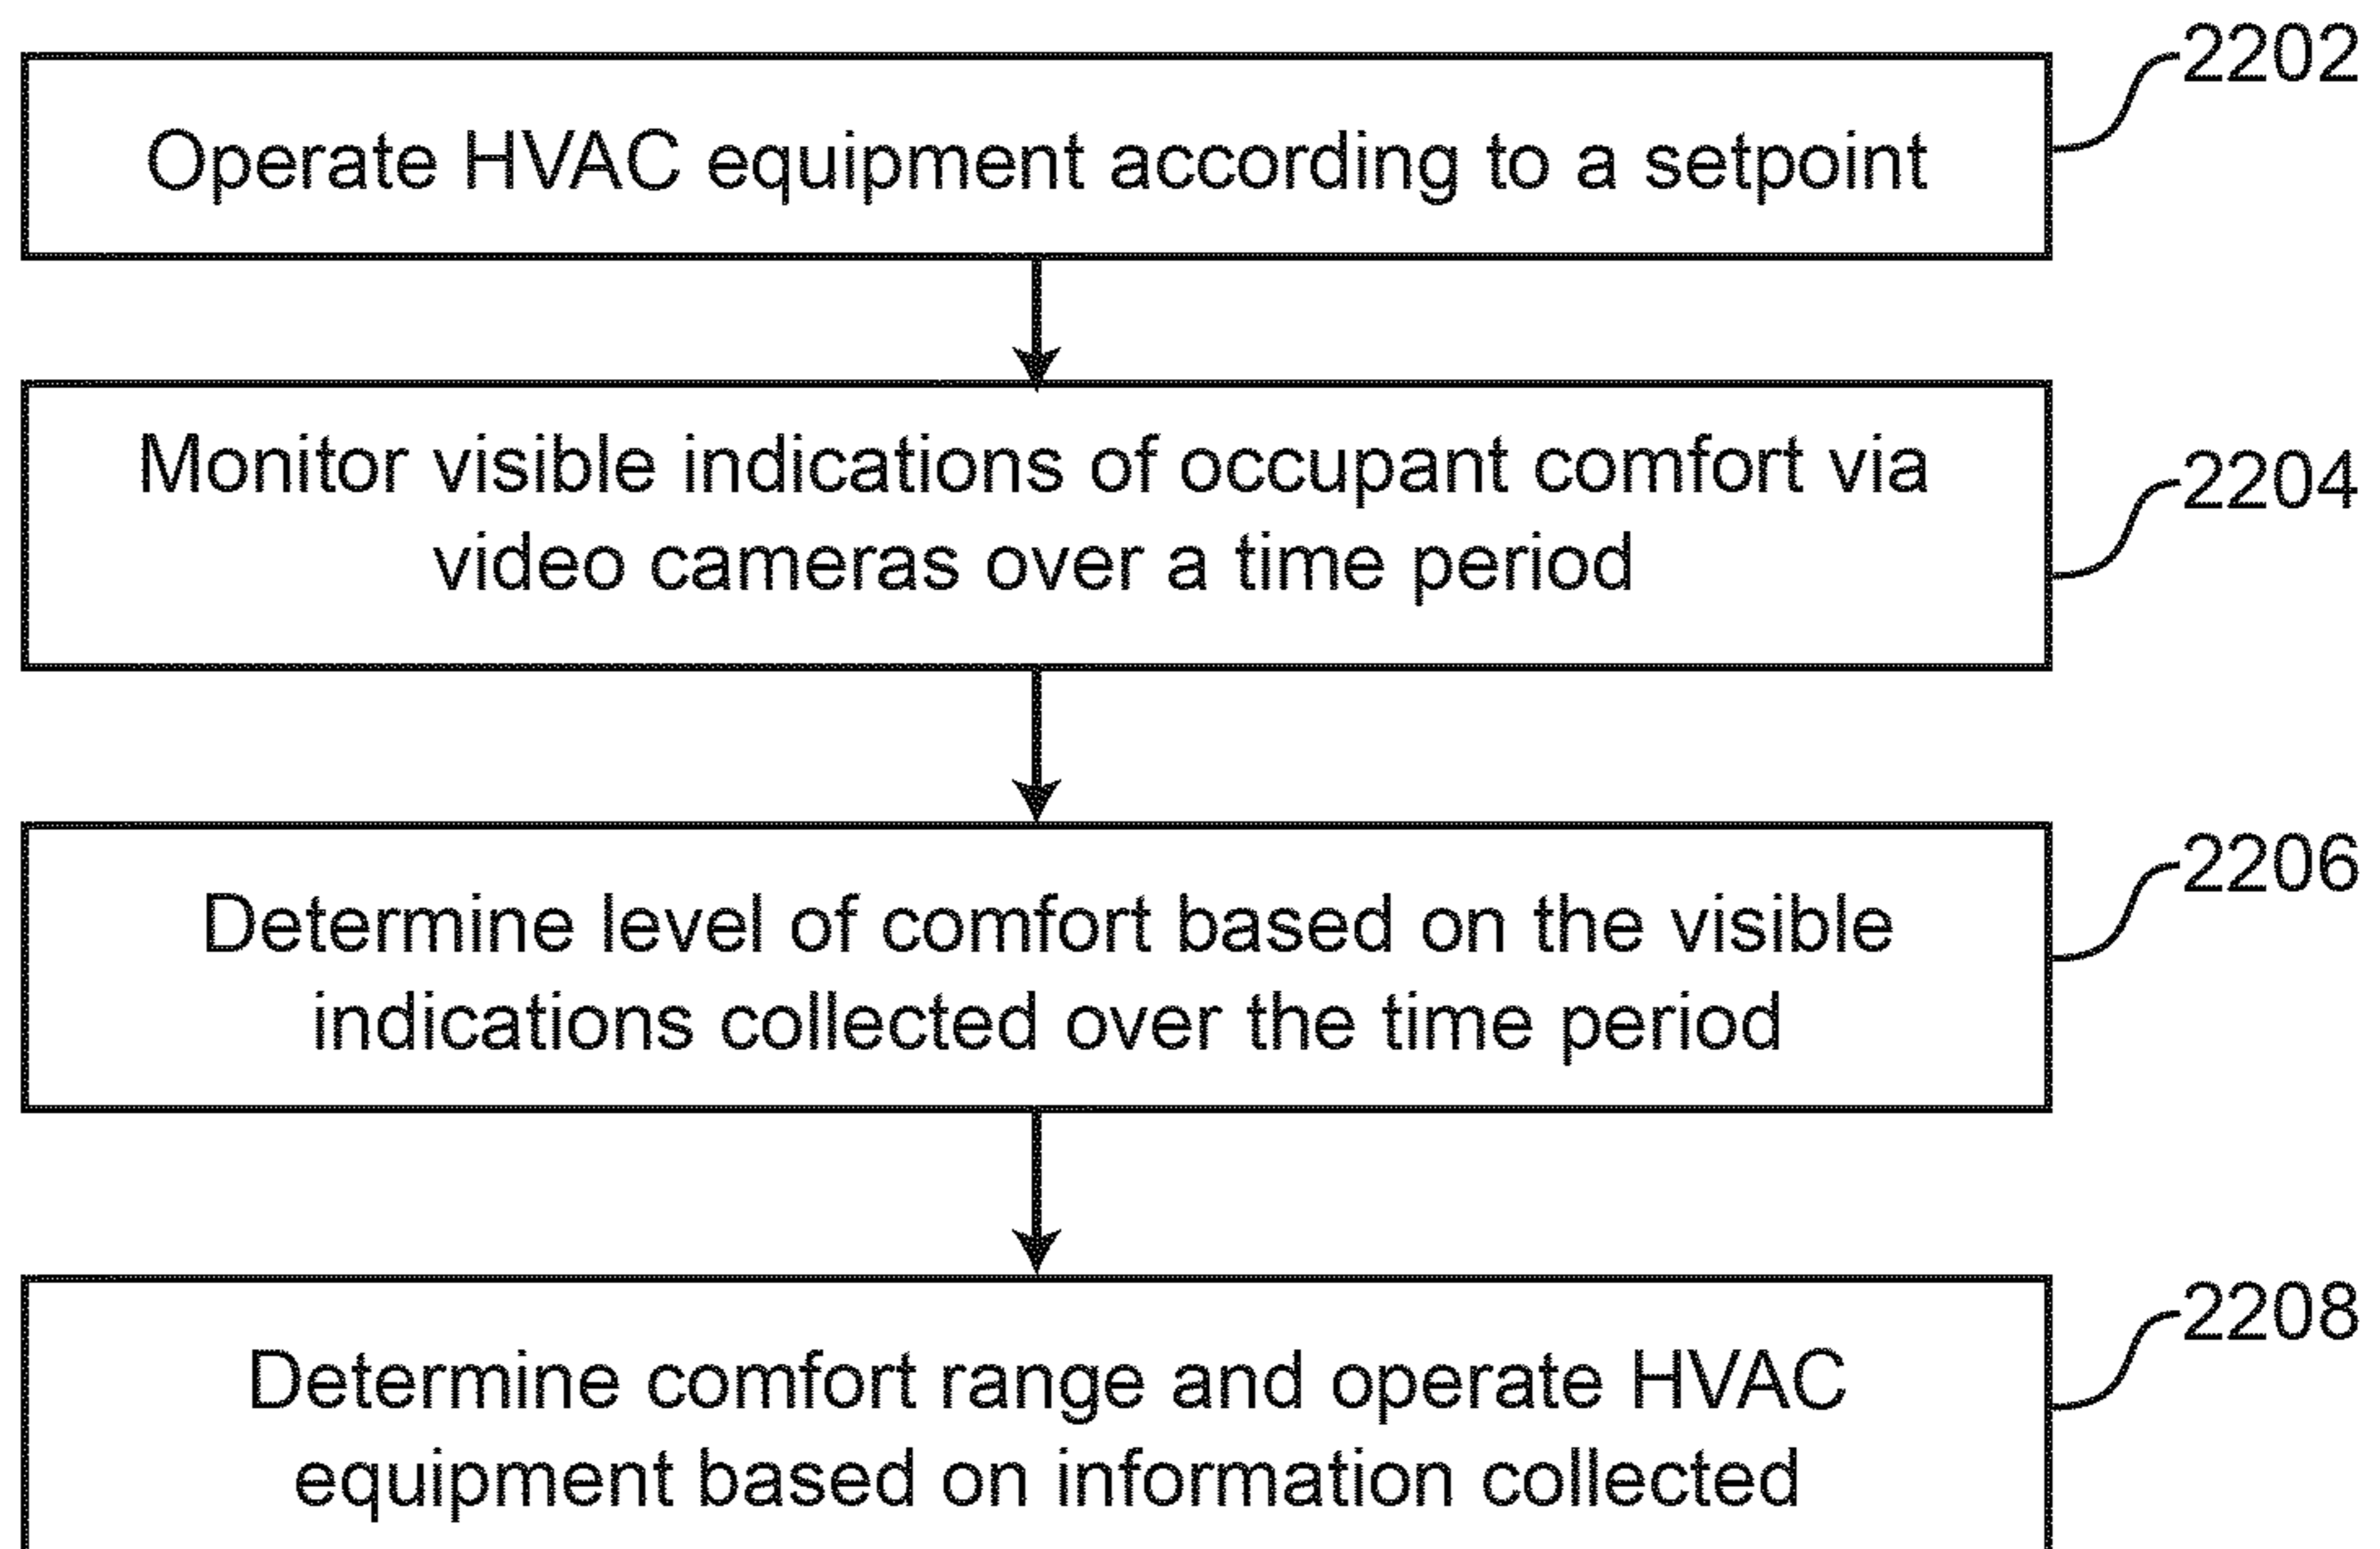 2202
Operate HVAC equipment according to a setpoint
Monitor visible indications of occupant comfort via
2204
video cameras over a time period
2206
Determine level of comfort based on the visible
indications collected over the time period
2208
Determine comfort range and operate HVAC
equipment based on information collected